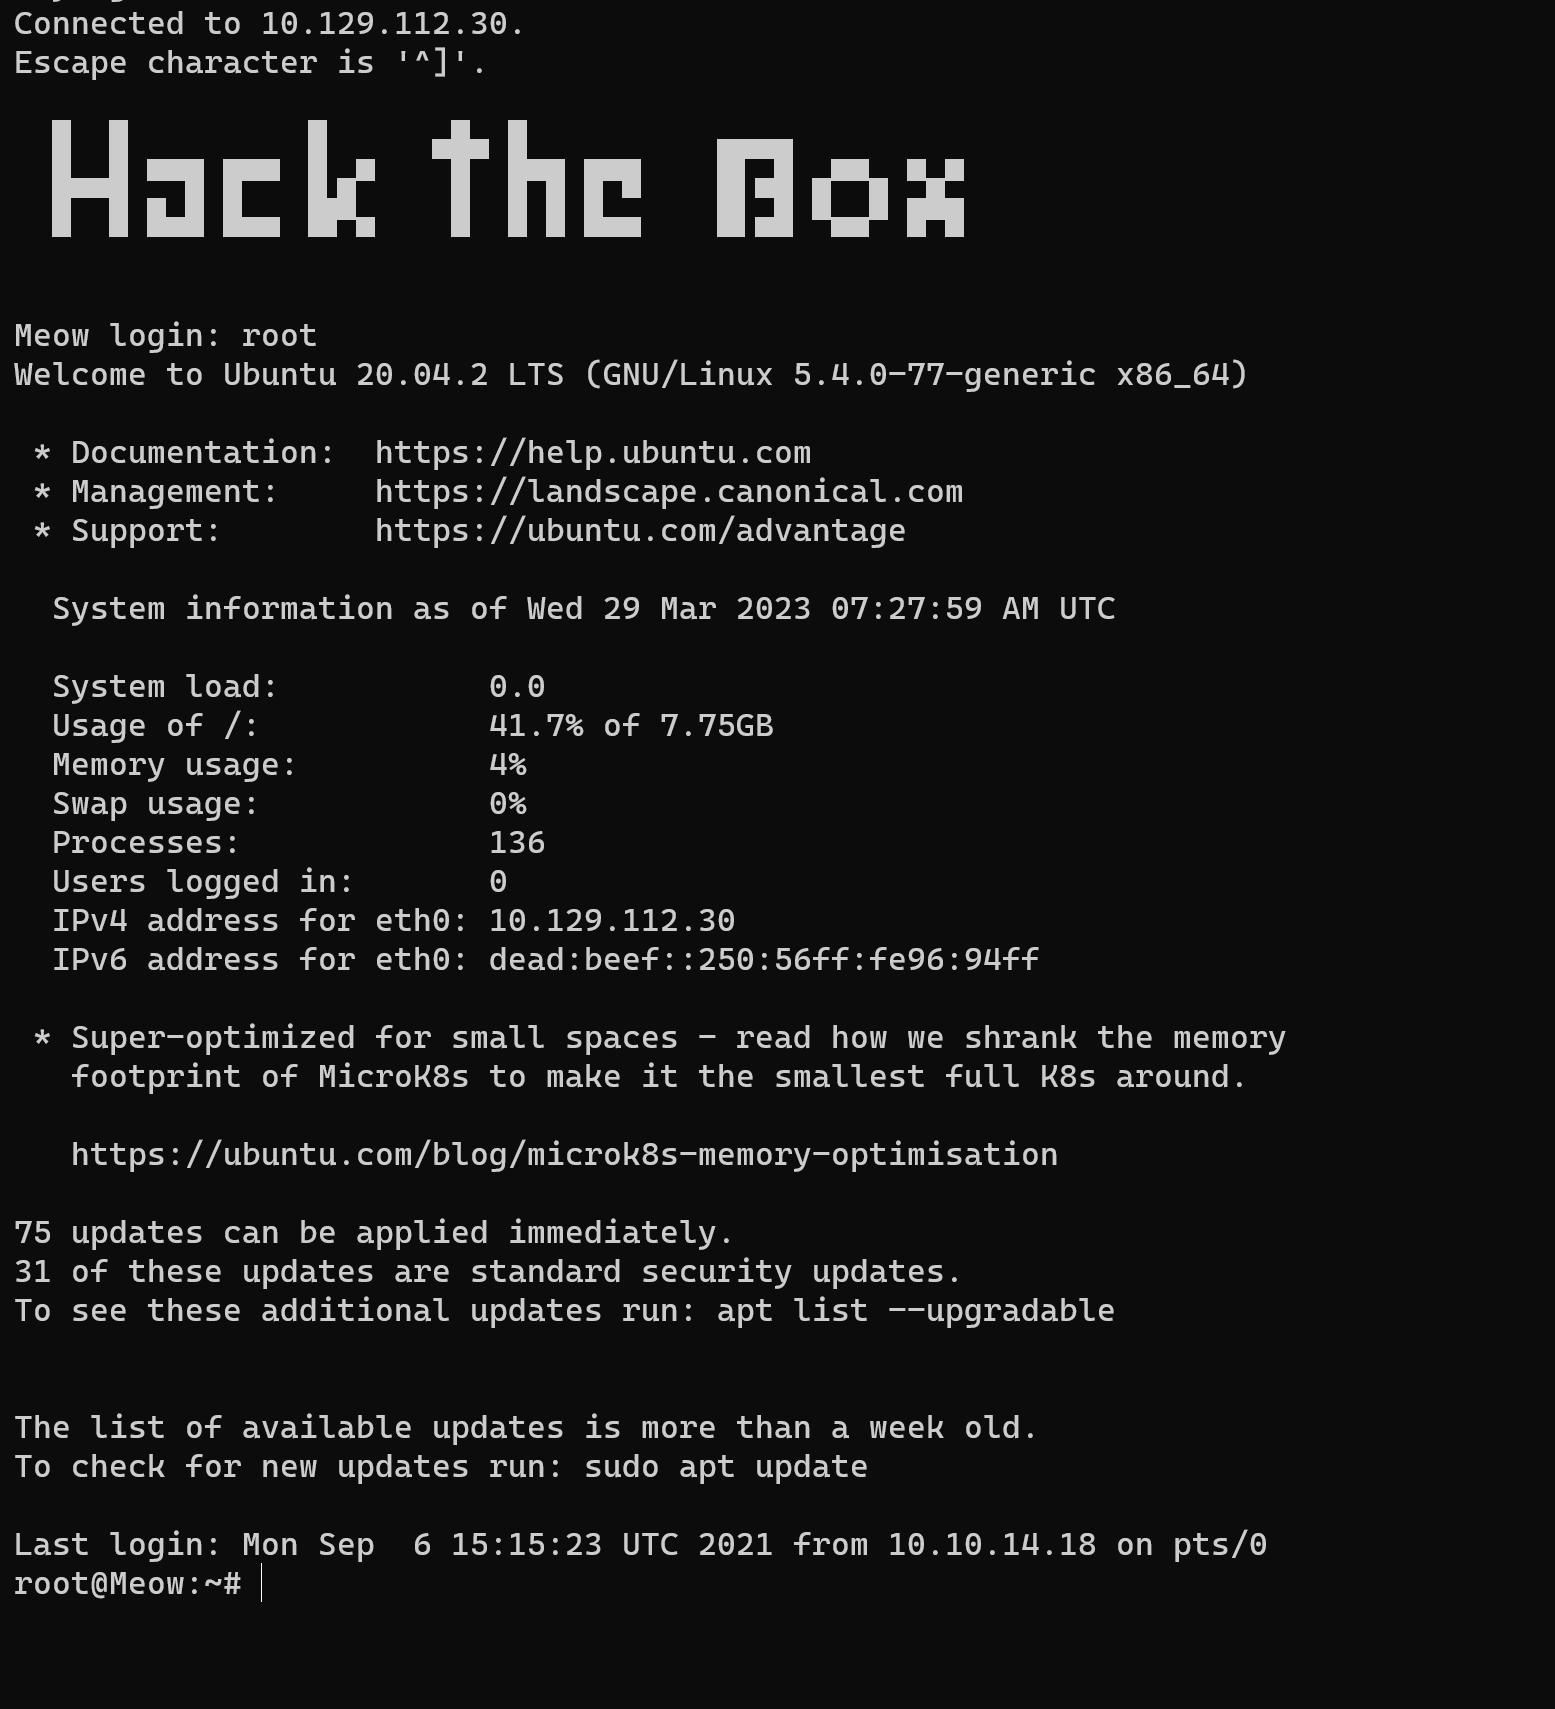 Connected to 10.129.112.30.
Escape character is '^]'.
Hack The Box
Meow login: root
Welcome to Ubuntu 20.04.2 LTS (GNU/Linux 5.4.0-77-generic x86_64)
* Documentation:  https://help.ubuntu.com
* Management:     https://landscape.canonical.com
* Support:        https://ubuntu.com/advantage
System information as of Wed 29 Mar 2023 07:27:59 AM UTC
System load:           0.0
Usage of /:            41.7% of 7.75GB
Memory usage:          4%
Swap usage:            0%
Processes:             136
Users logged in:       0
IPv4 address for eth0: 10.129.112.30
IPv6 address for eth0: dead:beef::250:56ff:fe96:94ff
* Super-optimized for small spaces - read how we shrank the memory
footprint of MicroK8s to make it the smallest full K8s around.
https://ubuntu.com/blog/microk8s-memory-optimisation
75 updates can be applied immediately.
31 of these updates are standard security updates.
To see these additional updates run: apt list --upgradable
The list of available updates is more than a week old.
To check for new updates run: sudo apt update
Last login: Mon Sep  6 15:15:23 UTC 2021 from 10.10.14.18 on pts/0
root@Meow:~#